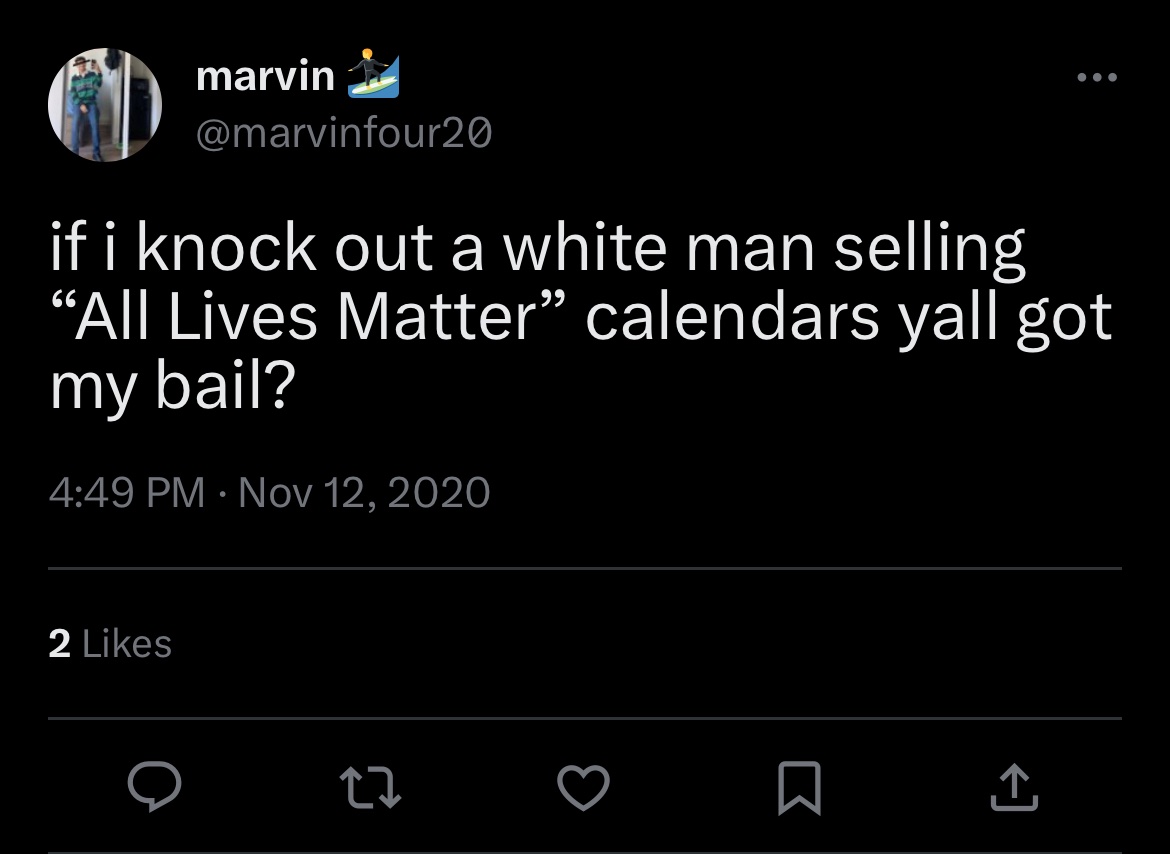 marvin 🏄
@marvinfour20
if i knock out a white man selling
“All Lives Matter” calendars yall got
my bail?
4:49 PM · Nov 12, 2020
2 Likes